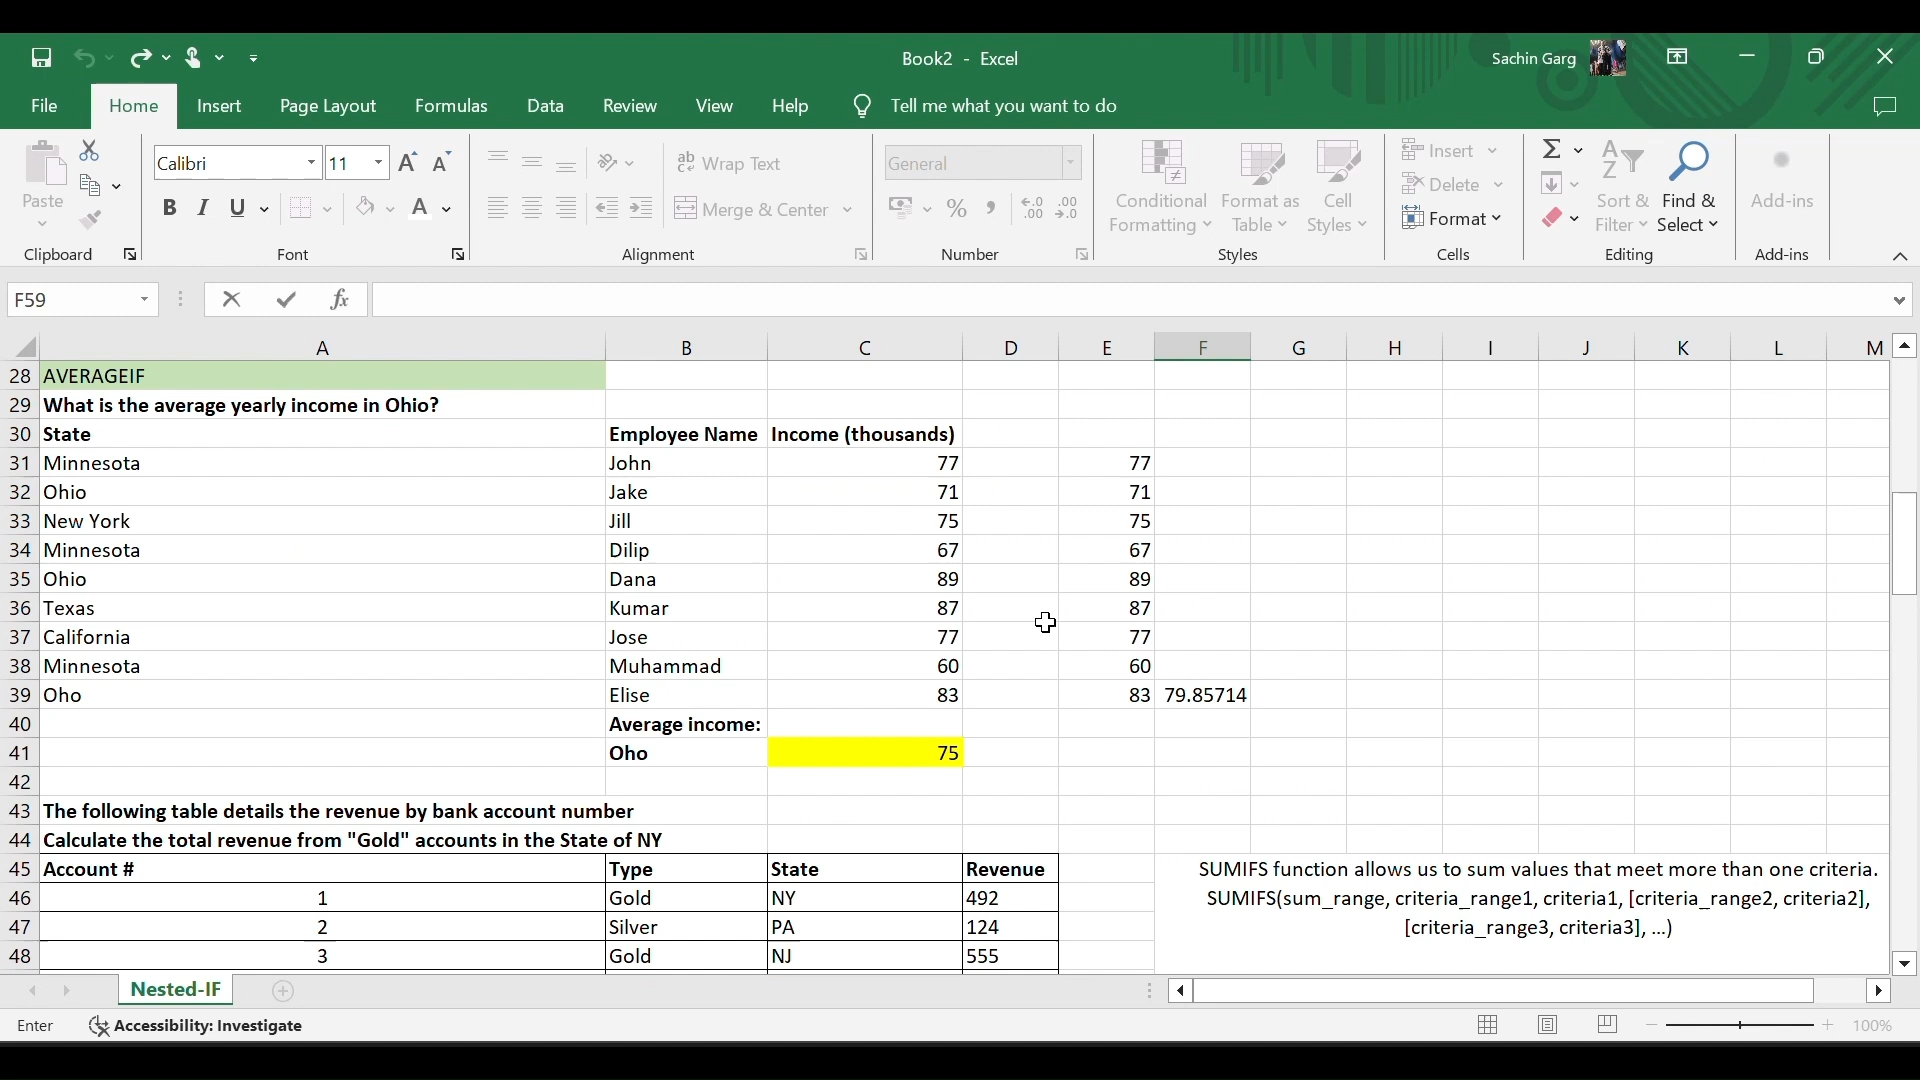 Book2 - Excel
Sachin Garg
File Home Insert Page Layout Formulas Data Review View Help Tell me what you want to do
Paste
Clipboard
Calibri 11
B I U A
Font
Wrap Text
Merge & Center
Alignment
General
Number
Conditional Formatting
Format as Table
Cell Styles
Styles
Insert
Delete
Format
Cells
Sort & Filter
Find & Select
Editing
Add-ins
Add-ins
F59 fx
A B C D E F G H I J K L M
28 AVERAGEIF
29 What is the average yearly income in Ohio?
30 State Employee Name Income (thousands)
31 Minnesota John 77 77
32 Ohio Jake 71 71
33 New York Jill 75 75
34 Minnesota Dilip 67 67
35 Ohio Dana 89 89
36 Texas Kumar 87 87
37 California Jose 77 77
38 Minnesota Muhammad 60 60
39 Oho Elise 83 83 79.85714
40 Average income:
41 Oho 75
42
43 The following table details the revenue by bank account number
44 Calculate the total revenue from "Gold" accounts in the State of NY
45 Account # Type State Revenue SUMIFS function allows us to sum values that meet more than one criteria.
46 1 Gold NY 492 SUMIFS(sum_range, criteria_range1, criteria1, [criteria_range2, criteria2],
47 2 Silver PA 124 [criteria_range3, criteria3], ...)
48 3 Gold NJ 555
Nested-IF
Enter Accessibility: Investigate 100%